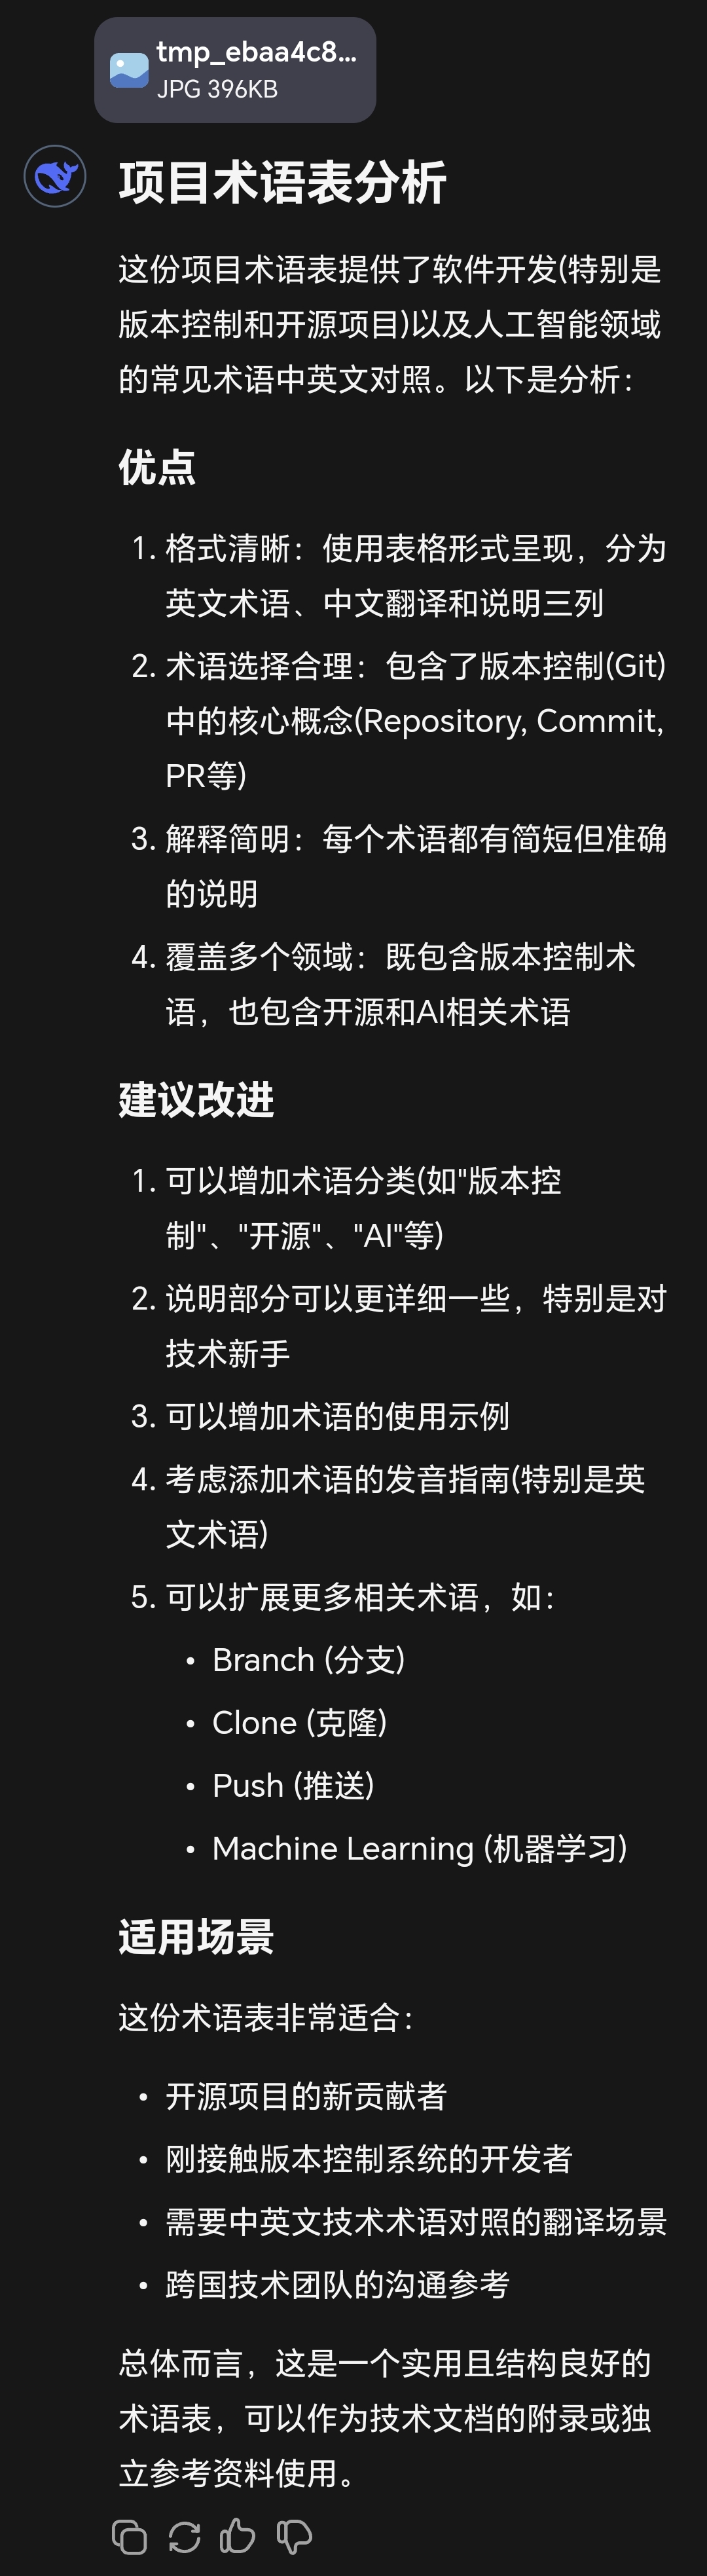 tmp_ebaa4c8...
JPG 396KB
项目术语表分析
这份项目术语表提供了软件开发(特别是
版本控制和开源项目)以及人工智能领域
的常见术语中英文对照。以下是分析：
优点
1. 格式清晰：使用表格形式呈现，分为
英文术语、中文翻译和说明三列
2. 术语选择合理：包含了版本控制(Git)
中的核心概念(Repository, Commit,
PR等)
3. 解释简明：每个术语都有简短但准确
的说明
4. 覆盖多个领域：既包含版本控制术
语，也包含开源和AI相关术语
建议改进
1. 可以增加术语分类(如"版本控
制"、"开源"、"AI"等)
2. 说明部分可以更详细一些，特别是对
技术新手
3. 可以增加术语的使用示例
4. 考虑添加术语的发音指南(特别是英
文术语)
5. 可以扩展更多相关术语，如：
• Branch (分支)
• Clone (克隆)
• Push (推送)
• Machine Learning (机器学习)
适用场景
这份术语表非常适合：
• 开源项目的新贡献者
• 刚接触版本控制系统的开发者
• 需要中英文技术术语对照的翻译场景
• 跨国技术团队的沟通参考
总体而言，这是一个实用且结构良好的
术语表，可以作为技术文档的附录或独
立参考资料使用。